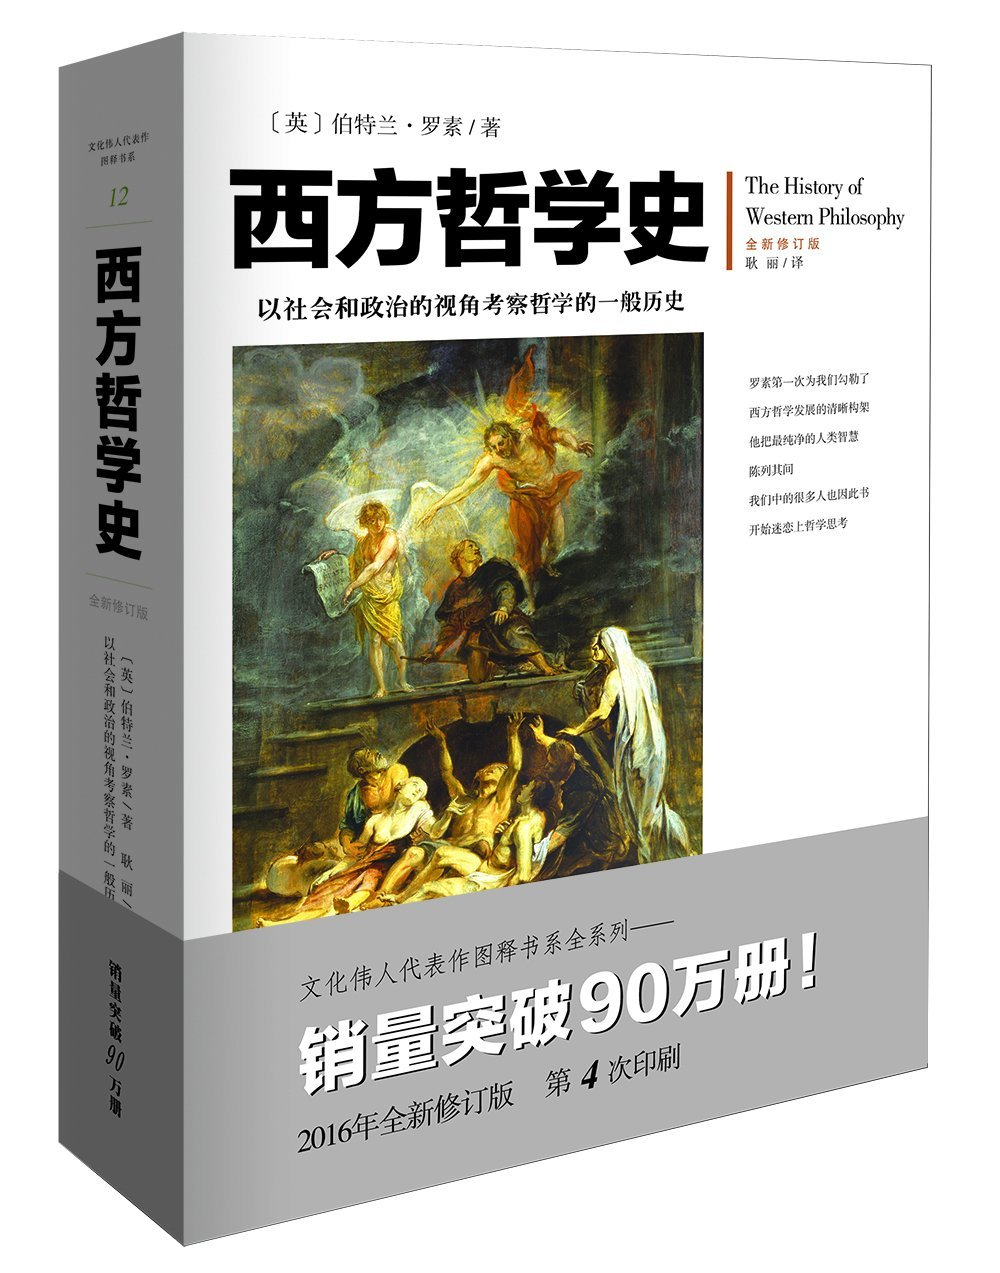 〔英〕伯特兰·罗素/著
西方哲学史
The History of
Western Philosophy
全新修订版
耿 丽/译
以社会和政治的视角考察哲学的一般历史
罗素第一次为我们勾勒了
西方哲学发展的清晰构架
他把最纯净的人类智慧
陈列其间
我们中的很多人也因此书
开始迷恋上哲学思考
文化伟人代表作图释书系全系列——
销量突破90万册!
2016年全新修订版 第4次印刷
文化伟人代表作
图释书系
12
西方哲学史
全新修订版
〔英〕伯特兰·罗素/著 耿 丽/
以社会和政治的视角考察哲学的一般历
销量突破90万册